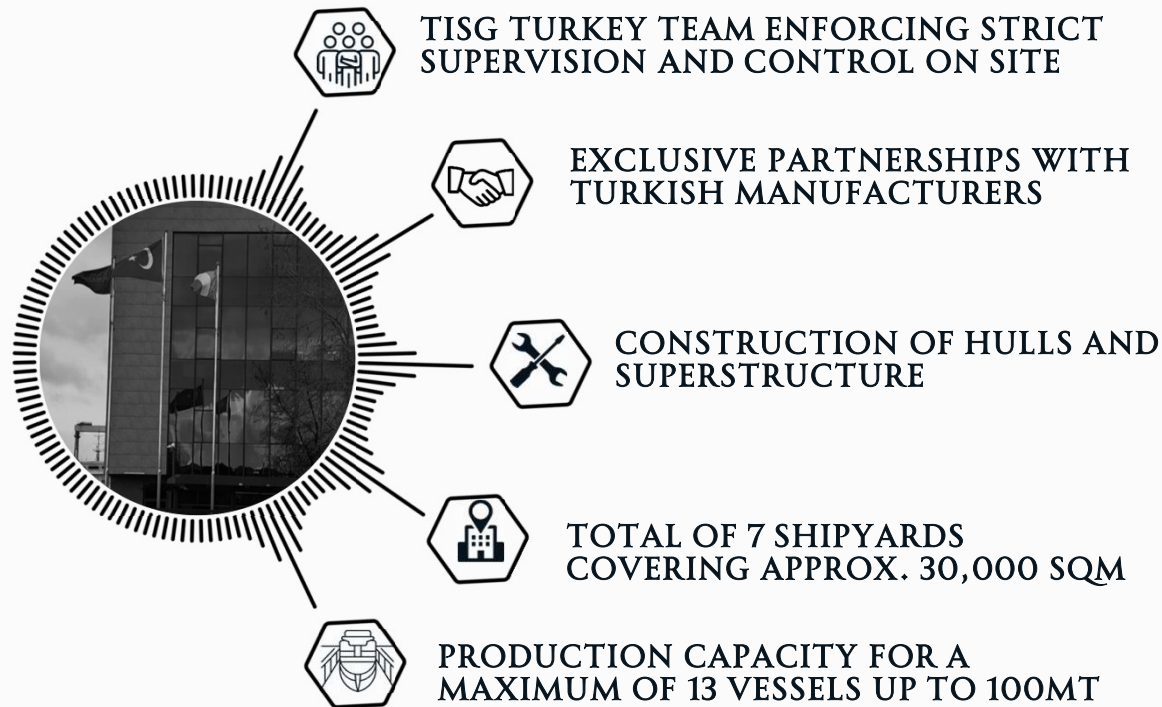 TISG TURKEY TEAM ENFORCING STRICT
SUPERVISION AND CONTROL ON SITE
EXCLUSIVE PARTNERSHIPS WITH
TURKISH MANUFACTURERS
CONSTRUCTION OF HULLS AND
SUPERSTRUCTURE
TOTAL OF 7 SHIPYARDS
COVERING APPROX. 30,000 SQM
PRODUCTION CAPACITY FOR A
MAXIMUM OF 13 VESSELS UP TO 100MT